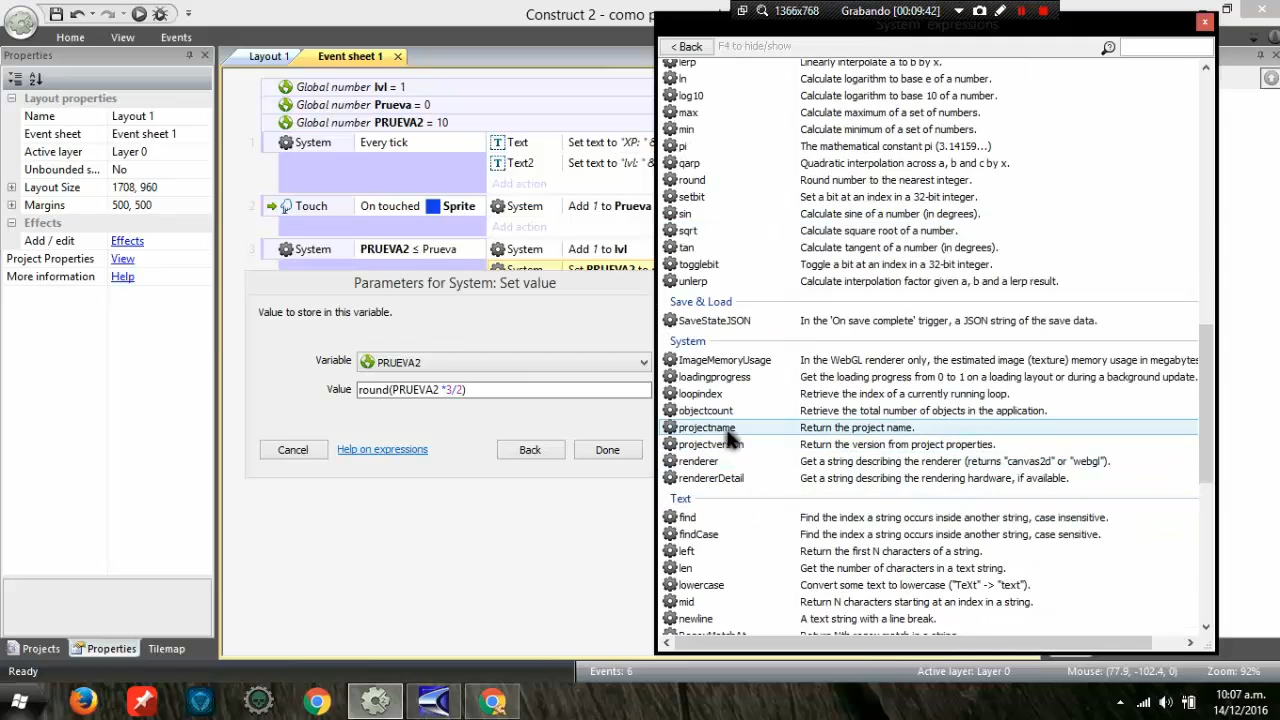 Construct 2 - como p
1366x768
Grabando [00:09:42]
System expressions
Home
View
Events
< Back
F4 to hide/show
Properties
Layout properties
Name Layout 1
Event sheet Event sheet 1
Active layer Layer 0
Unbounded s... No
Layout Size 1708, 960
Margins 500, 500
Effects
Add / edit Effects
Project Properties View
More information Help
Layout 1
Event sheet 1
Global number lvl = 1
Global number Prueva = 0
Global number PRUEVA2 = 10
1 System Every tick Text Set text to "XP: " &
Text2 Set text to "lvl: " &
Add action
2 Touch On touched Sprite System Add 1 to Prueva
Add action
3 System PRUEVA2 ≤ Prueva System Add 1 to lvl
System Set PRUEVA2 to
Parameters for System: Set value
Value to store in this variable.
Variable PRUEVA2
Value round(PRUEVA2 *3/2)
Cancel
Help on expressions
Back
Done
lerp Linearly interpolate a to b by x.
ln Calculate logarithm to base e of a number.
log10 Calculate logarithm to base 10 of a number.
max Calculate maximum of a set of numbers.
min Calculate minimum of a set of numbers.
pi The mathematical constant pi (3.14159...)
qarp Quadratic interpolation across a, b and c by x.
round Round number to the nearest integer.
setbit Set a bit at an index in a 32-bit integer.
sin Calculate sine of a number (in degrees).
sqrt Calculate square root of a number.
tan Calculate tangent of a number (in degrees).
togglebit Toggle a bit at an index in a 32-bit integer.
unlerp Calculate interpolation factor given a, b and a lerp result.
Save & Load
SaveStateJSON In the 'On save complete' trigger, a JSON string of the save data.
System
ImageMemoryUsage In the WebGL renderer only, the estimated image (texture) memory usage in megabytes
loadingprogress Get the loading progress from 0 to 1 on a loading layout or during a background update.
loopindex Retrieve the index of a currently running loop.
objectcount Retrieve the total number of objects in the application.
projectname Return the project name.
projectversion Return the version from project properties.
renderer Get a string describing the renderer (returns "canvas2d" or "webgl").
rendererDetail Get a string describing the rendering hardware, if available.
Text
find Find the index a string occurs inside another string, case insensitive.
findCase Find the index a string occurs inside another string, case sensitive.
left Return the first N characters of a string.
len Get the number of characters in a text string.
lowercase Convert some text to lowercase ("TeXt" -> "text").
mid Return N characters starting at an index in a string.
newline A text string with a line break.
RegexMatchAt Return Nth regex match in a string.
Projects
Properties
Tilemap
Ready
Events: 6
Active layer: Layer 0
Mouse: (77.9, -102.4, 0)
Zoom: 92%
10:07 a.m.
14/12/2016